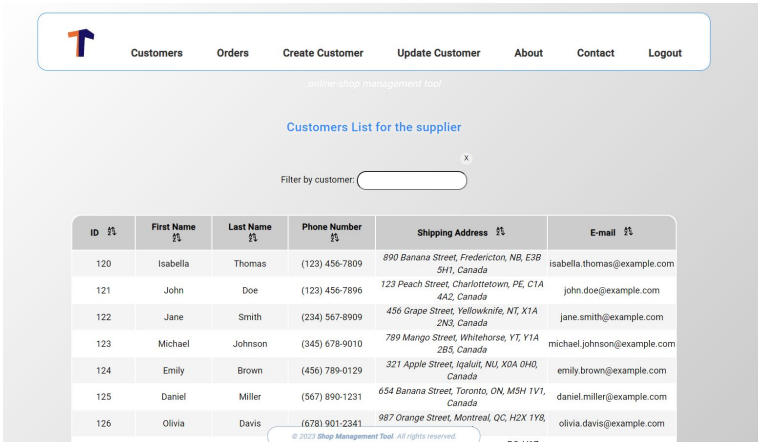 Customers Orders Create Customer Update Customer About Contact Logout
online-shop management tool
Customers List for the supplier
X
Filter by customer:
ID First Name Last Name Phone Number Shipping Address E-mail
120 Isabella Thomas (123) 456-7809 890 Banana Street, Fredericton, NB, E3B isabella.thomas@example.com
5H1, Canada
121 John Doe (123) 456-7896 123 Peach Street, Charlottetown, PE, C1A john.doe@example.com
4A2, Canada
122 Jane Smith (234) 567-8909 456 Grape Street, Yellowknife, NT, X1A jane.smith@example.com
2N3, Canada
123 Michael Johnson (345) 678-9010 789 Mango Street, Whitehorse, YT, Y1A michael.johnson@example.com
2B5, Canada
124 Emily Brown (456) 789-0129 321 Apple Street, Iqaluit, NU, X0A 0H0, emily.brown@example.com
Canada
125 Daniel Miller (567) 890-1231 654 Banana Street, Toronto, ON, M5H 1V1, daniel.miller@example.com
Canada
126 Olivia Davis (678) 901-2341 987 Orange Street, Montreal, QC, H2X 1Y8, olivia.davis@example.com
© 2023 Shop Management Tool. All rights reserved.